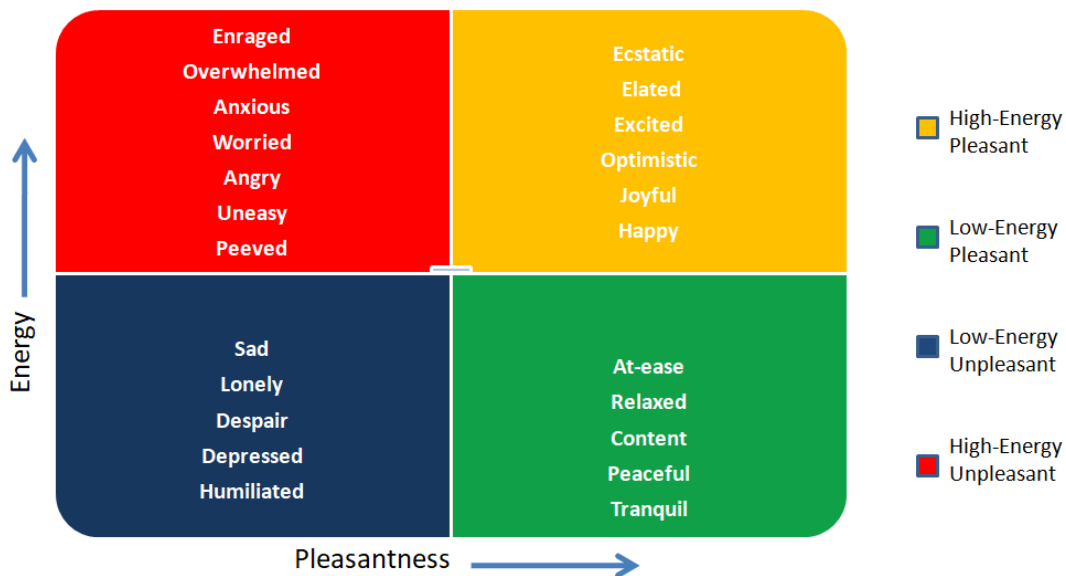 Enraged
Overwhelmed
Anxious
Worried
Angry
Uneasy
Peeved
Ecstatic
Elated
Excited
Optimistic
Joyful
Happy
Sad
Lonely
Despair
Depressed
Humiliated
At-ease
Relaxed
Content
Peaceful
Tranquil
Energy
Pleasantness
High-Energy
Pleasant
Low-Energy
Pleasant
Low-Energy
Unpleasant
High-Energy
Unpleasant